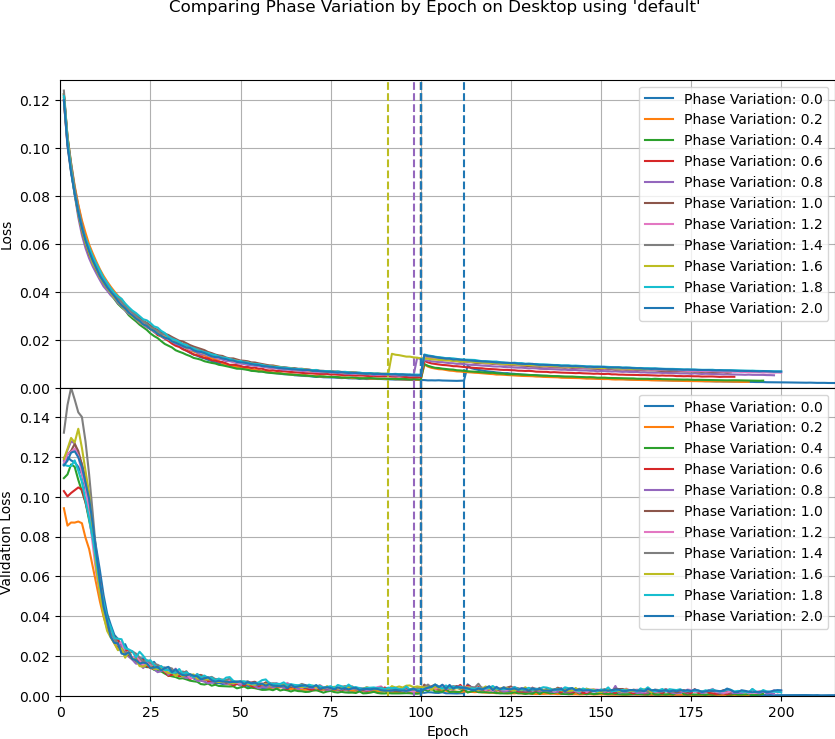 Comparing Phase Variation by Epoch on Desktop using 'default'
0.12
0.10
0.08
0.06
0.04
0.02
0.00
Loss
Phase Variation: 0.0
Phase Variation: 0.2
Phase Variation: 0.4
Phase Variation: 0.6
Phase Variation: 0.8
Phase Variation: 1.0
Phase Variation: 1.2
Phase Variation: 1.4
Phase Variation: 1.6
Phase Variation: 1.8
Phase Variation: 2.0
0.14
0.12
0.10
0.08
0.06
0.04
0.02
0.00
Validation Loss
Phase Variation: 0.0
Phase Variation: 0.2
Phase Variation: 0.4
Phase Variation: 0.6
Phase Variation: 0.8
Phase Variation: 1.0
Phase Variation: 1.2
Phase Variation: 1.4
Phase Variation: 1.6
Phase Variation: 1.8
Phase Variation: 2.0
0 25 50 75 100 125 150 175 200
Epoch